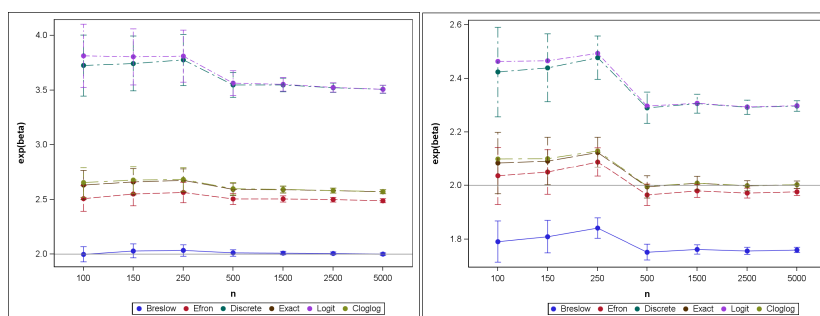 4.0
3.5
3.0
2.5
2.0
exp(beta)
100 150 250 500 1500 2500 5000
n
Breslow Efron Discrete Exact Logit Cloglog
2.6
2.4
2.2
2.0
1.8
exp(beta)
100 150 250 500 1500 2500 5000
n
Breslow Efron Discrete Exact Logit Cloglog